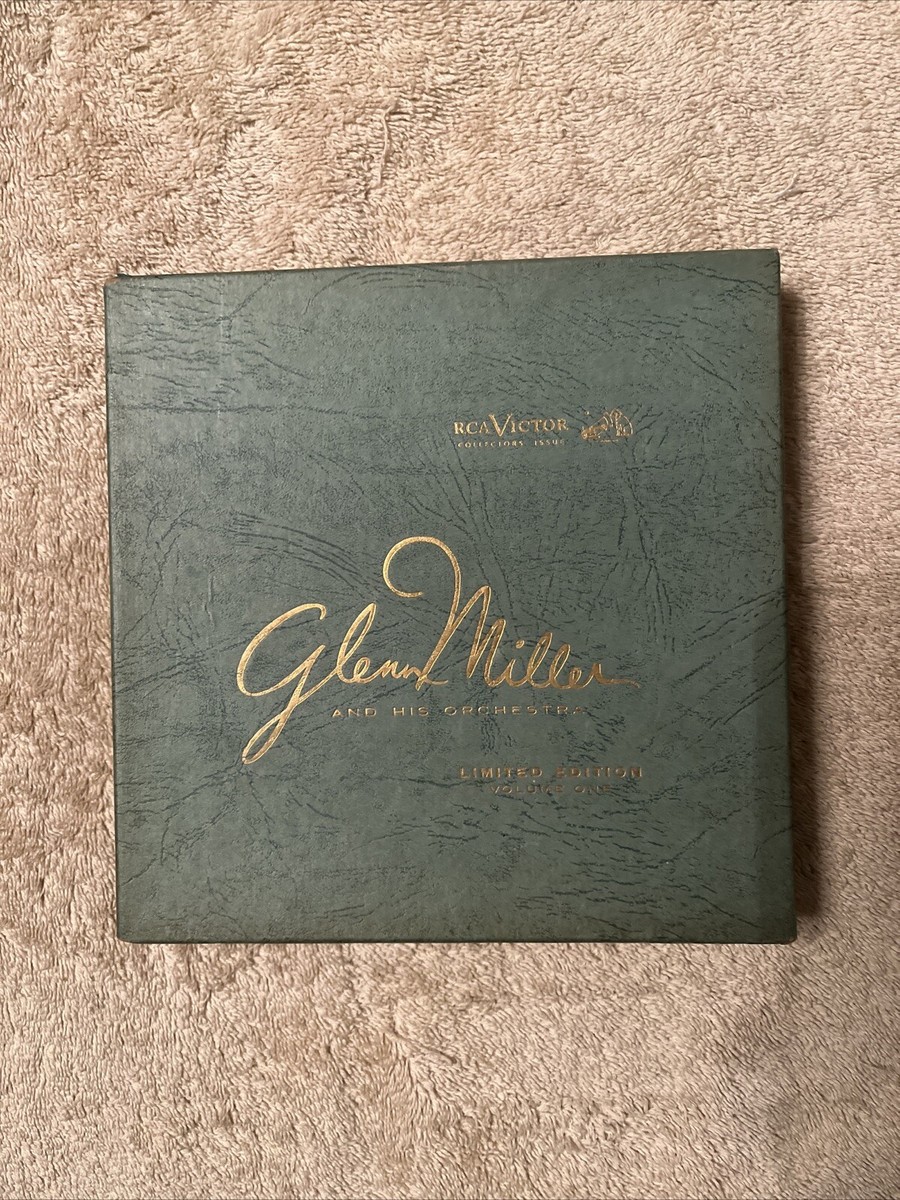 RCA VICTOR
COLLECTORS ISSUE
Glenn Miller
AND HIS ORCHESTRA
LIMITED EDITION
VOLUME ONE